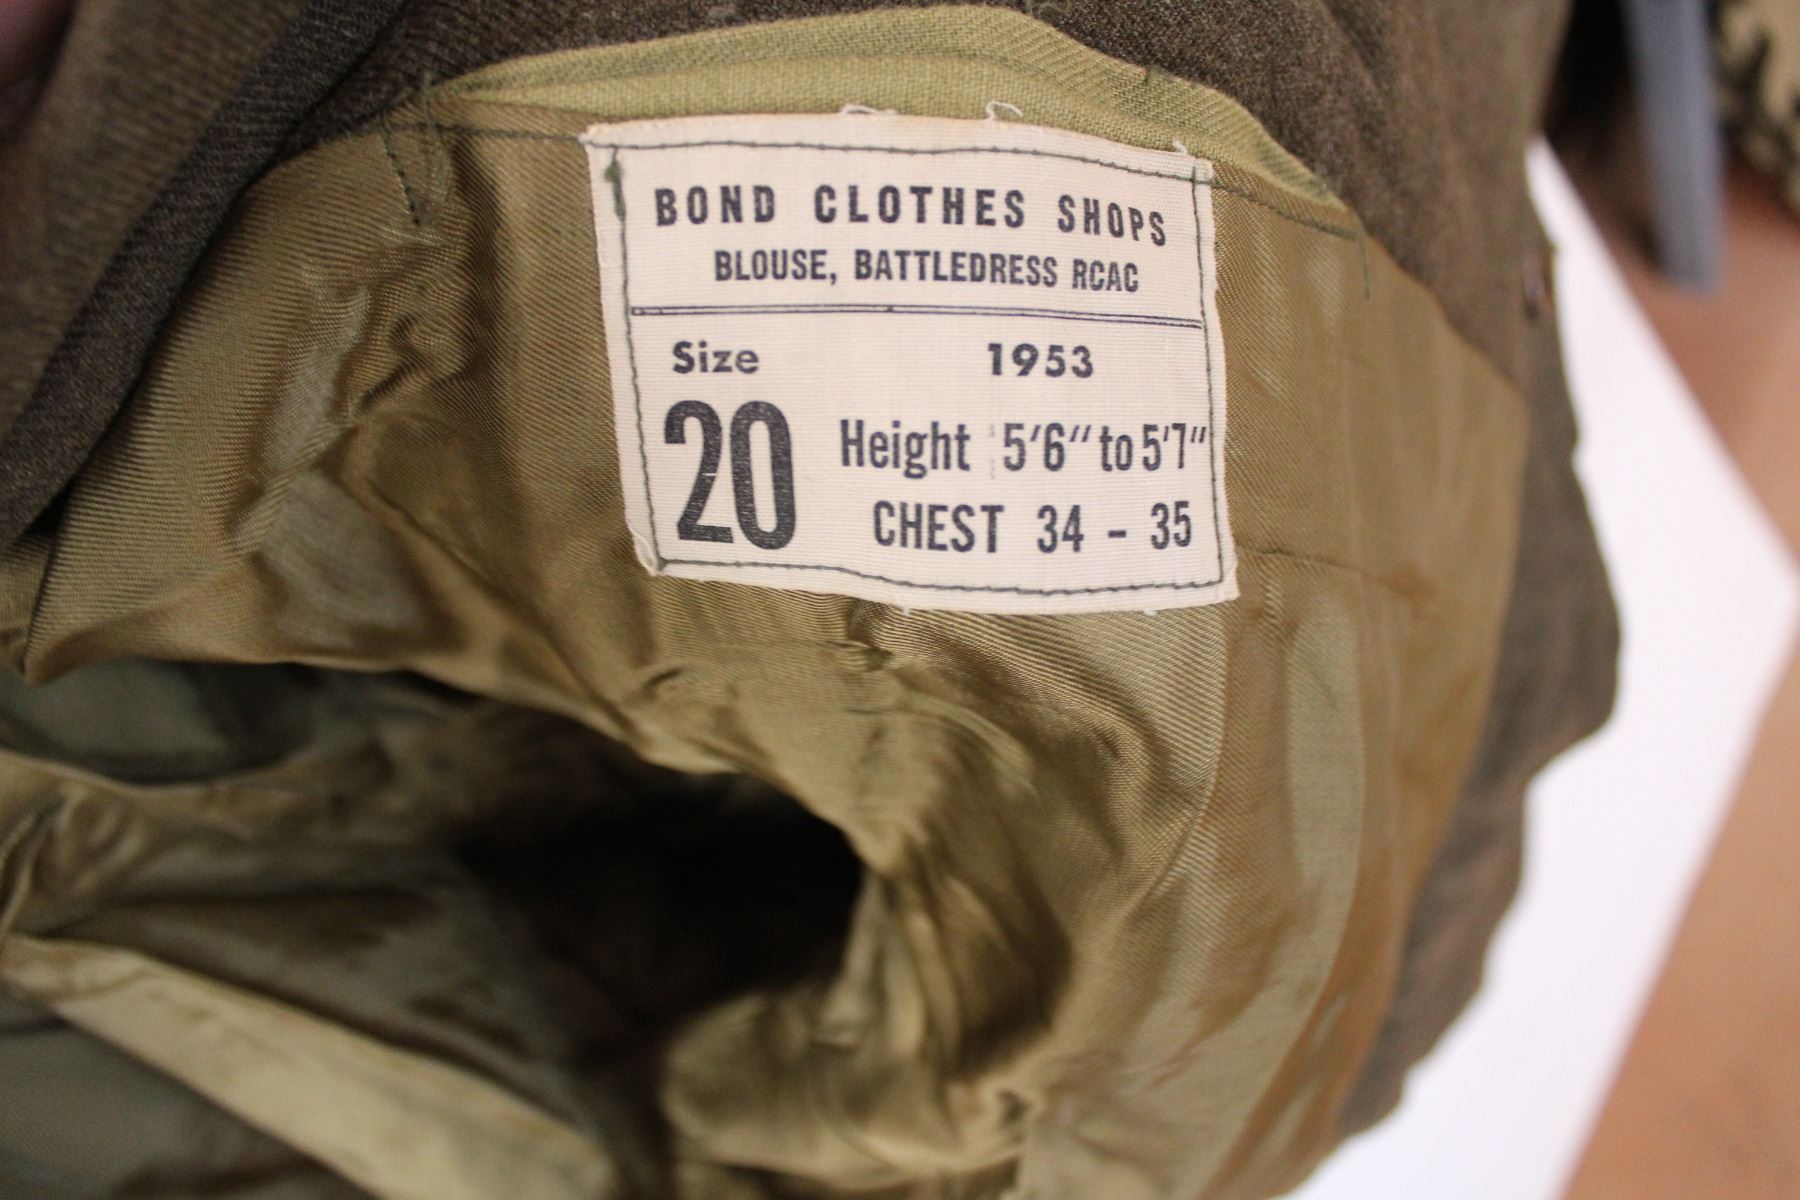 BOND CLOTHES SHOPS
BLOUSE, BATTLEDRESS RCAC
Size 1953
20 Height 5'6" to 5'7"
CHEST 34 - 35